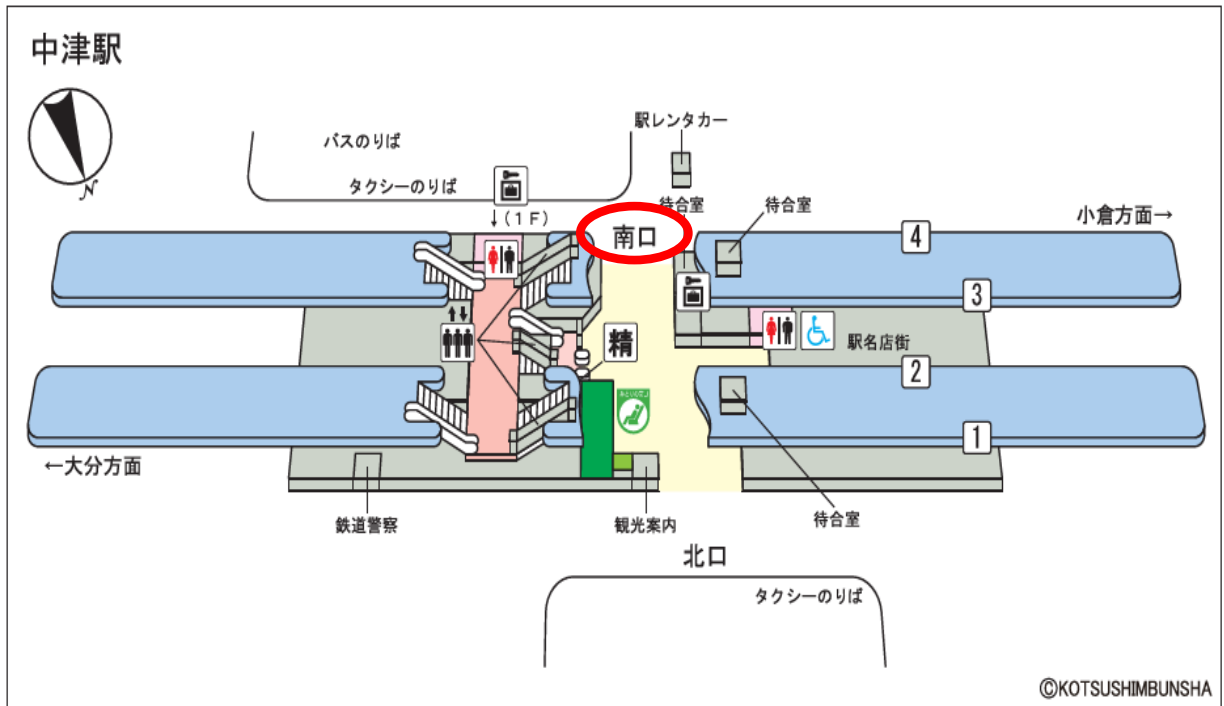 中津駅
N
駅レンタカー
バスのりば
タクシーのりば
↓(1F)
待合室
待合室
小倉方面→
南口
4
3
精
駅名店街
2
1
←大分方面
鉄道警察
観光案内
待合室
北口
タクシーのりば
©KOTSUSHIMBUNSHA